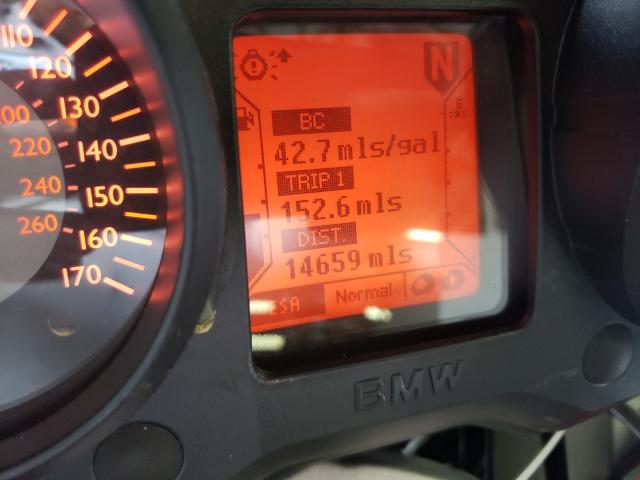 110
120
130
140
150
160
170
200
220
240
260
N
BC
42.7 mls/gal
TRIP 1
152.6 mls
DIST.
14659 mls
ESA Normal
BMW